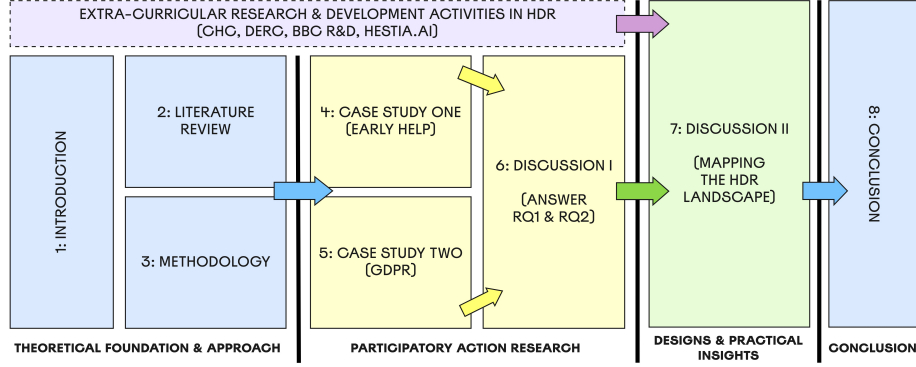 EXTRA-CURRICULAR RESEARCH & DEVELOPMENT ACTIVITIES IN HDR
(CHC, DERC, BBC R&D, HESTIA.AI)
1: INTRODUCTION
2: LITERATURE
REVIEW
3: METHODOLOGY
4: CASE STUDY ONE
(EARLY HELP)
5: CASE STUDY TWO
(GDPR)
6: DISCUSSION I
(ANSWER
RQ1 & RQ2)
7: DISCUSSION II
(MAPPING
THE HDR
LANDSCAPE)
8: CONCLUSION
THEORETICAL FOUNDATION & APPROACH
PARTICIPATORY ACTION RESEARCH
DESIGNS & PRACTICAL
INSIGHTS
CONCLUSION